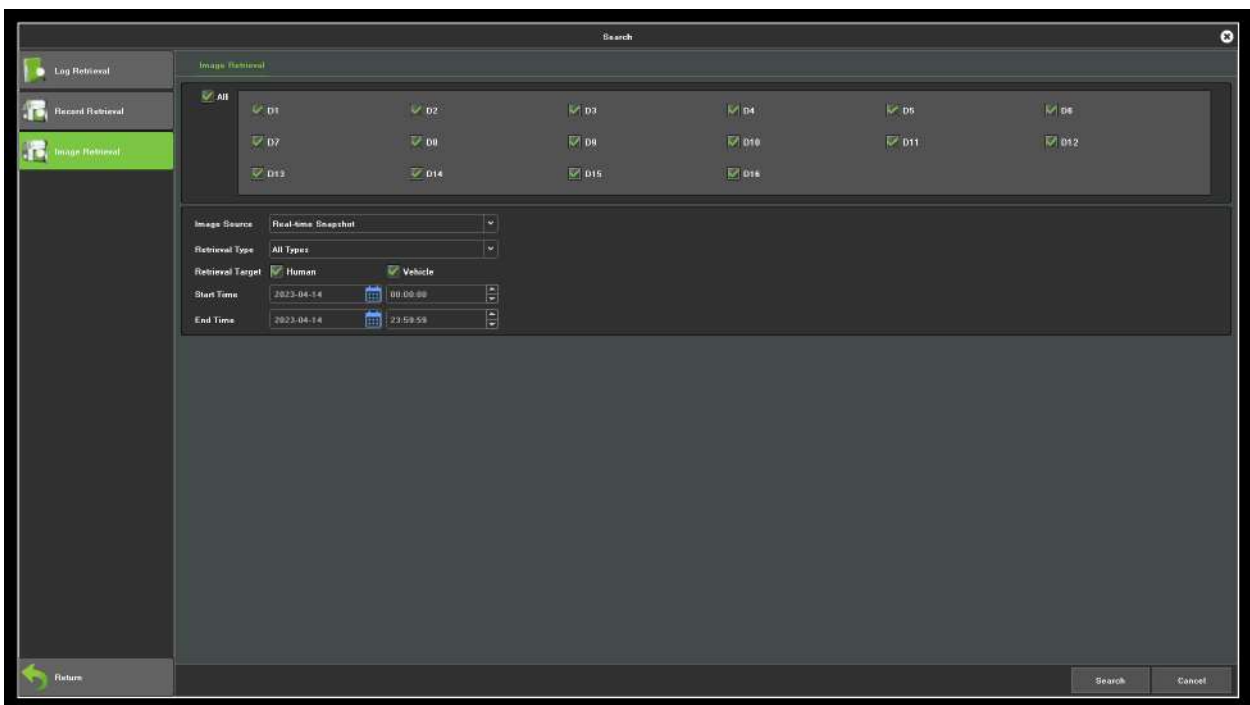 Search
Log Retrieval
Record Retrieval
Image Retrieval
Image Retrieval
All
D1 D2 D3 D4 D5 D6
D7 D8 D9 D10 D11 D12
D13 D14 D15 D16
Image Source Real-time Snapshot
Retrieval Type All Types
Retrieval Target Human Vehicle
Start Time 2023-04-14 00:00:00
End Time 2023-04-14 23:59:59
Return
Search Cancel